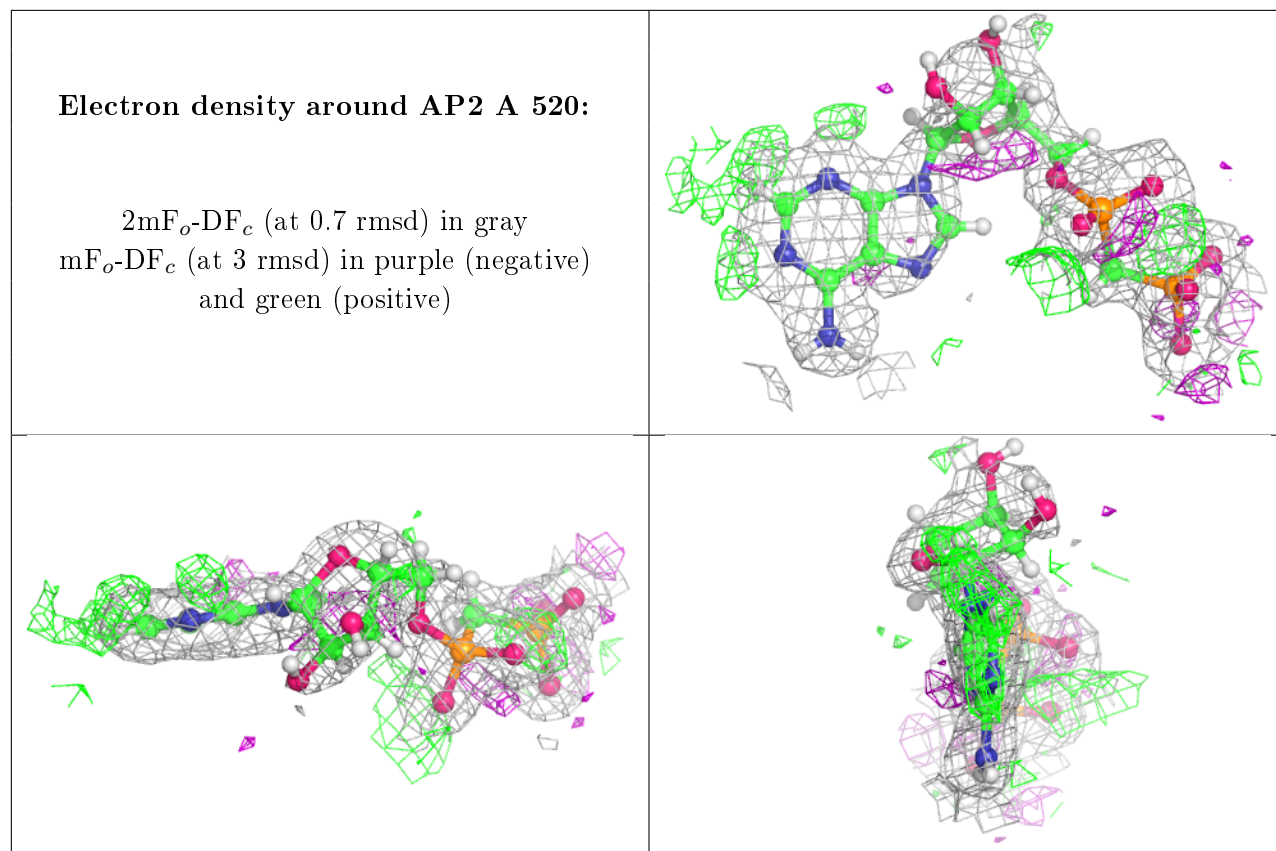 Electron density around AP2 A 520:
2mFo-DFc (at 0.7 rmsd) in gray
mFo-DFc (at 3 rmsd) in purple (negative)
and green (positive)